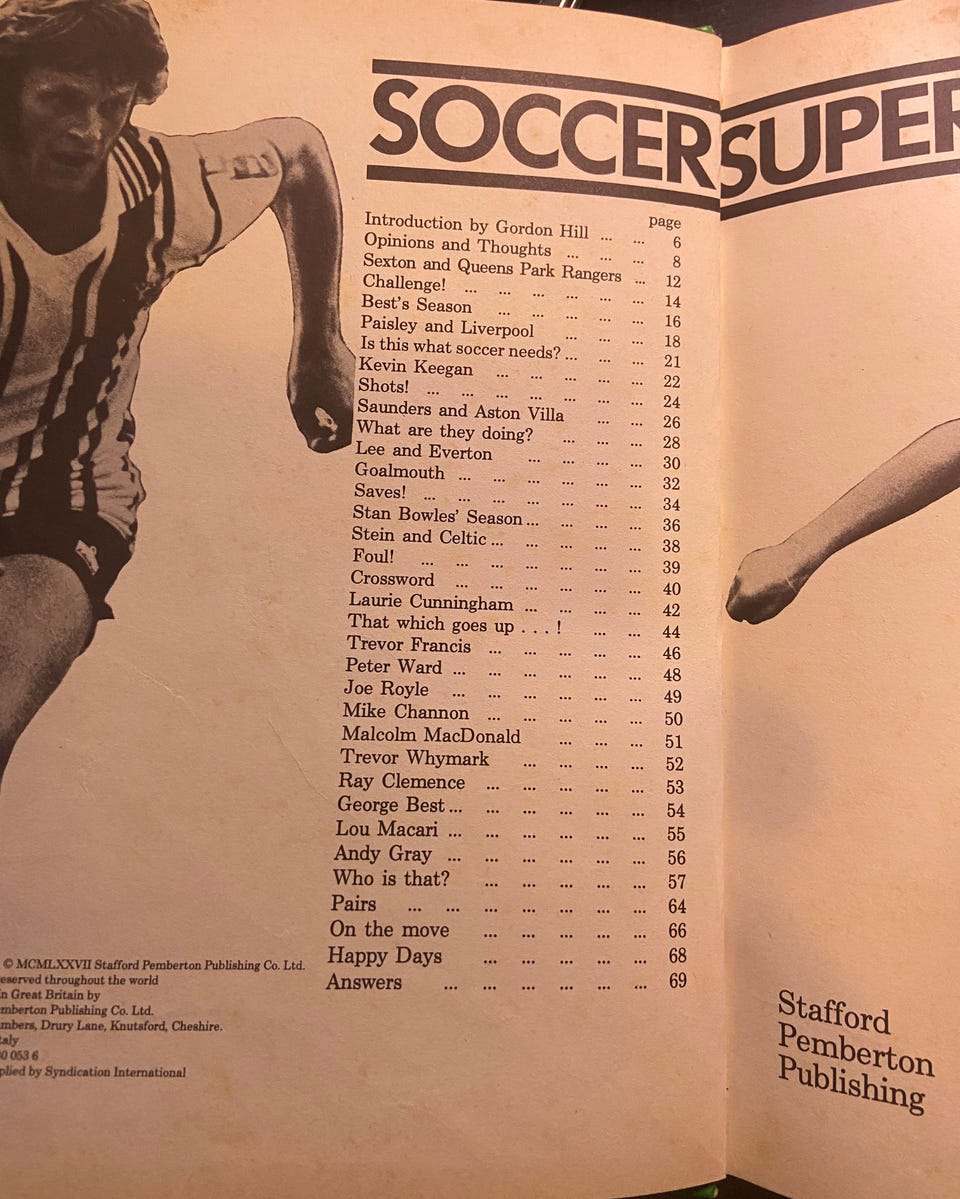 SOCCER SUPER
page
Introduction by Gordon Hill ... ... 6
Opinions and Thoughts ... ... ... 8
Sexton and Queens Park Rangers ... 12
Challenge! ... ... ... ... ... ... 14
Best's Season ... ... ... ... ... 16
Paisley and Liverpool ... ... ... 18
Is this what soccer needs? ... ... ... 21
Kevin Keegan ... ... ... ... ... 22
Shots! ... ... ... ... ... ... ... 24
Saunders and Aston Villa ... ... 26
What are they doing? ... ... ... 28
Lee and Everton ... ... ... ... 30
Goalmouth ... ... ... ... ... ... 32
Saves! ... ... ... ... ... ... ... 34
Stan Bowles' Season ... ... ... ... 36
Stein and Celtic ... ... ... ... ... 38
Foul! ... ... ... ... ... ... ... 39
Crossword ... ... ... ... ... ... 40
Laurie Cunningham ... ... ... ... 42
That which goes up . . . ! ... ... 44
Trevor Francis ... ... ... ... ... 46
Peter Ward ... ... ... ... ... ... 48
Joe Royle ... ... ... ... ... ... 49
Mike Channon ... ... ... ... ... 50
Malcolm MacDonald ... ... ... 51
Trevor Whymark ... ... ... ... 52
Ray Clemence ... ... ... ... ... 53
George Best ... ... ... ... ... ... 54
Lou Macari ... ... ... ... ... ... 55
Andy Gray ... ... ... ... ... ... 56
Who is that? ... ... ... ... ... 57
Pairs ... ... ... ... ... ... ... 64
On the move ... ... ... ... ... 66
Happy Days ... ... ... ... ... 68
Answers ... ... ... ... ... ... 69
© MCMLXXVII Stafford Pemberton Publishing Co. Ltd.
eserved throughout the world
n Great Britain by
mberton Publishing Co. Ltd.
mbers, Drury Lane, Knutsford, Cheshire.
taly
0 053 6
plied by Syndication International
Stafford
Pemberton
Publishing